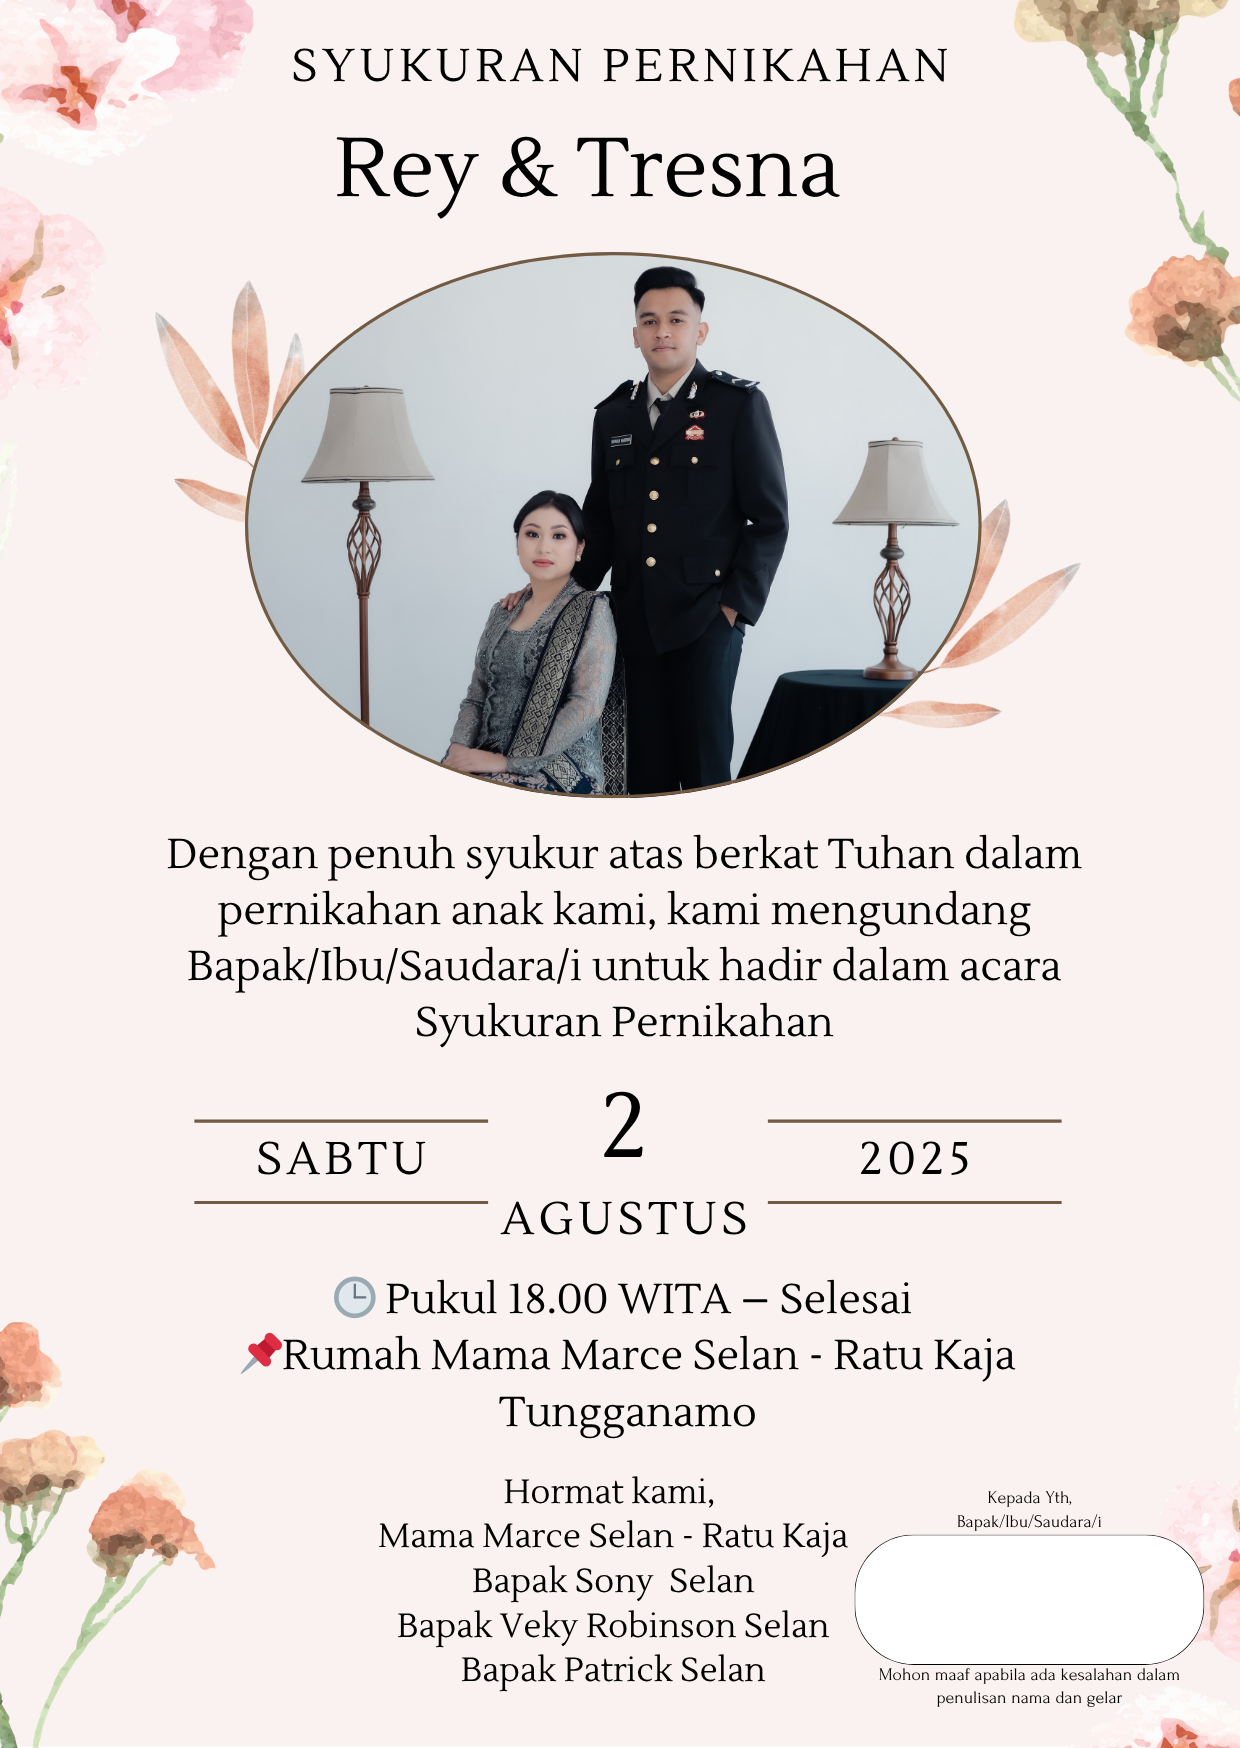 SYUKURAN PERNIKAHAN
Rey & Tresna
Dengan penuh syukur atas berkat Tuhan dalam
pernikahan anak kami, kami mengundang
Bapak/Ibu/Saudara/i untuk hadir dalam acara
Syukuran Pernikahan
SABTU
2
AGUSTUS
2025
🕒 Pukul 18.00 WITA – Selesai
📌Rumah Mama Marce Selan - Ratu Kaja
Tungganamo
Hormat kami,
Mama Marce Selan - Ratu Kaja
Bapak Sony  Selan
Bapak Veky Robinson Selan
Bapak Patrick Selan
Kepada Yth,
Bapak/Ibu/Saudara/i
Mohon maaf apabila ada kesalahan dalam
penulisan nama dan gelar